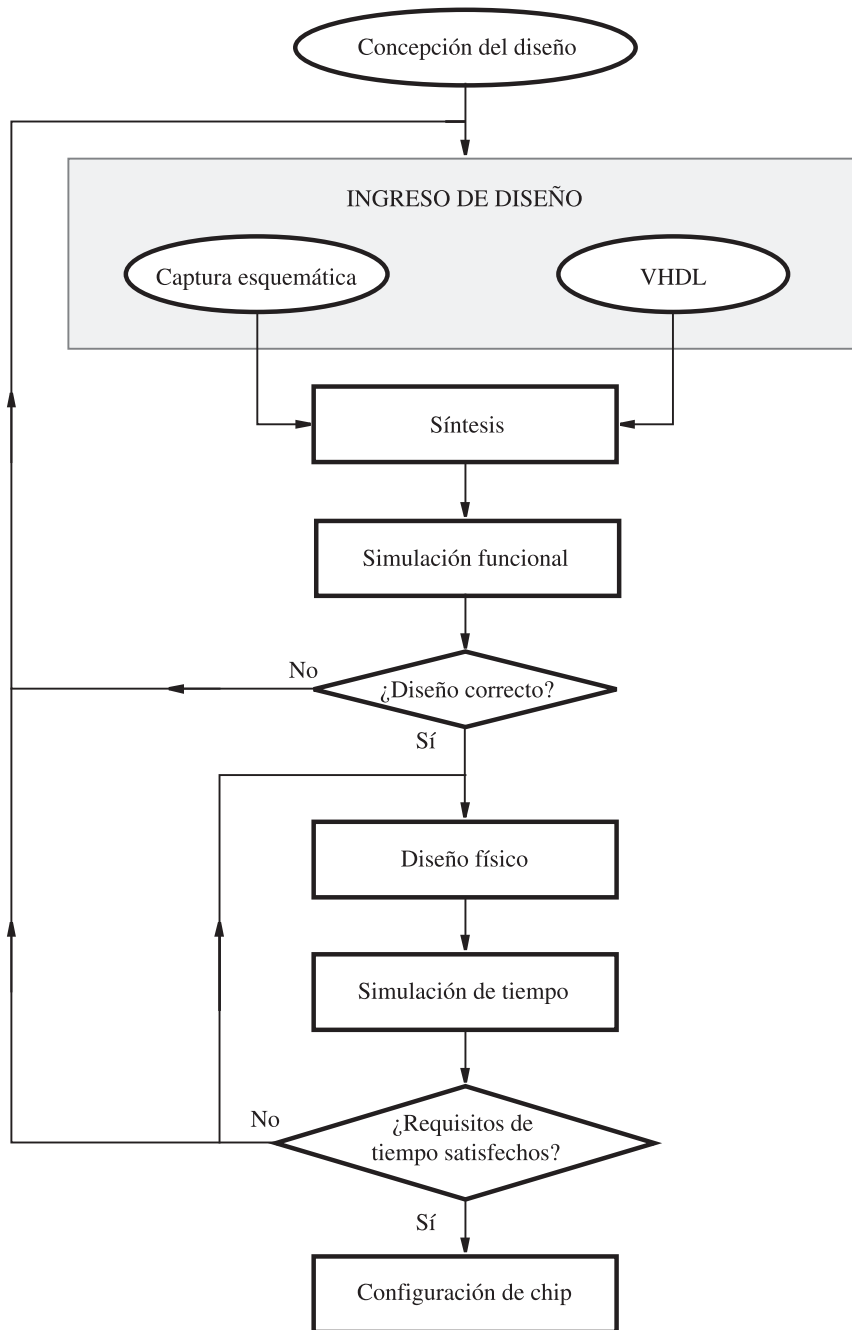 Concepción del diseño
INGRESO DE DISEÑO
Captura esquemática
VHDL
Síntesis
Simulación funcional
No
¿Diseño correcto?
Sí
Diseño físico
Simulación de tiempo
No
¿Requisitos de
tiempo satisfechos?
Sí
Configuración de chip